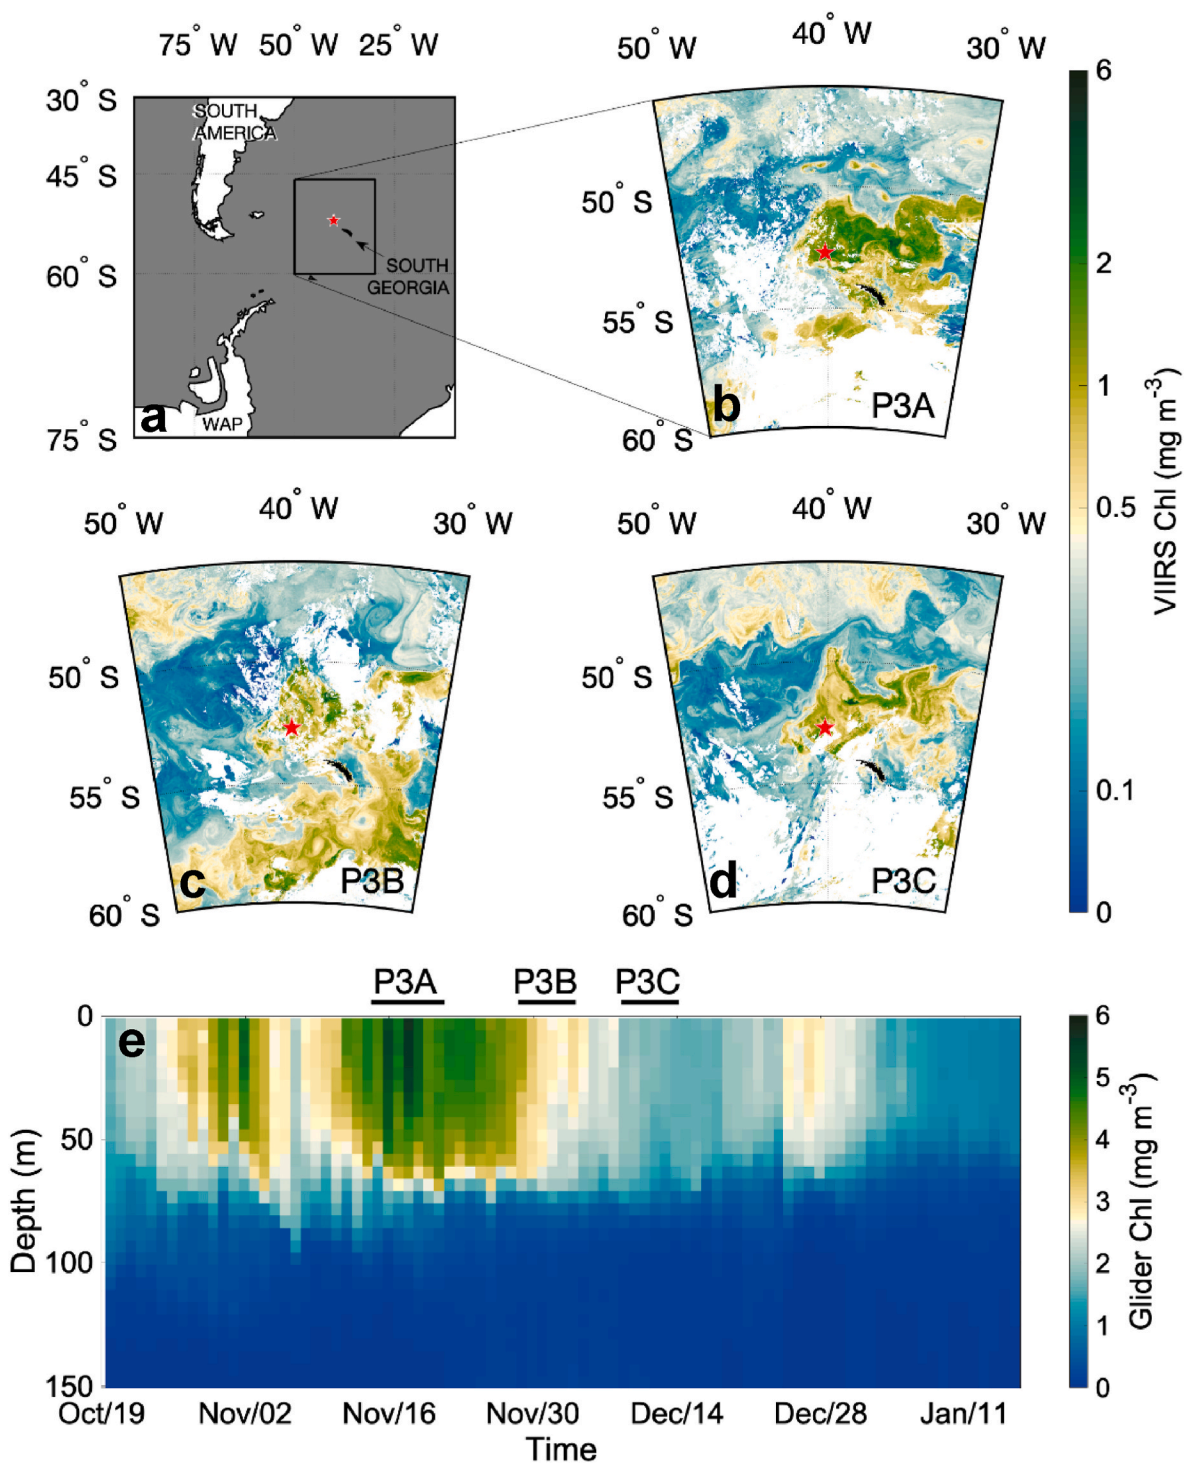 75° W 50° W 25° W
30° S
45° S
60° S
75° S
SOUTH
AMERICA
SOUTH
GEORGIA
WAP
a
50° W 40° W 30° W
50° S
55° S
60° S
b
P3A
6
2
1
0.5
0.1
0
VIIRS Chl (mg m-3)
50° W 40° W 30° W
50° S
55° S
60° S
c
P3B
50° W 40° W 30° W
50° S
55° S
60° S
d
P3C
P3A P3B P3C
e
0
50
100
150
Depth (m)
Oct/19 Nov/02 Nov/16 Nov/30 Dec/14 Dec/28 Jan/11
Time
6
5
4
3
2
1
0
Glider Chl (mg m-3)